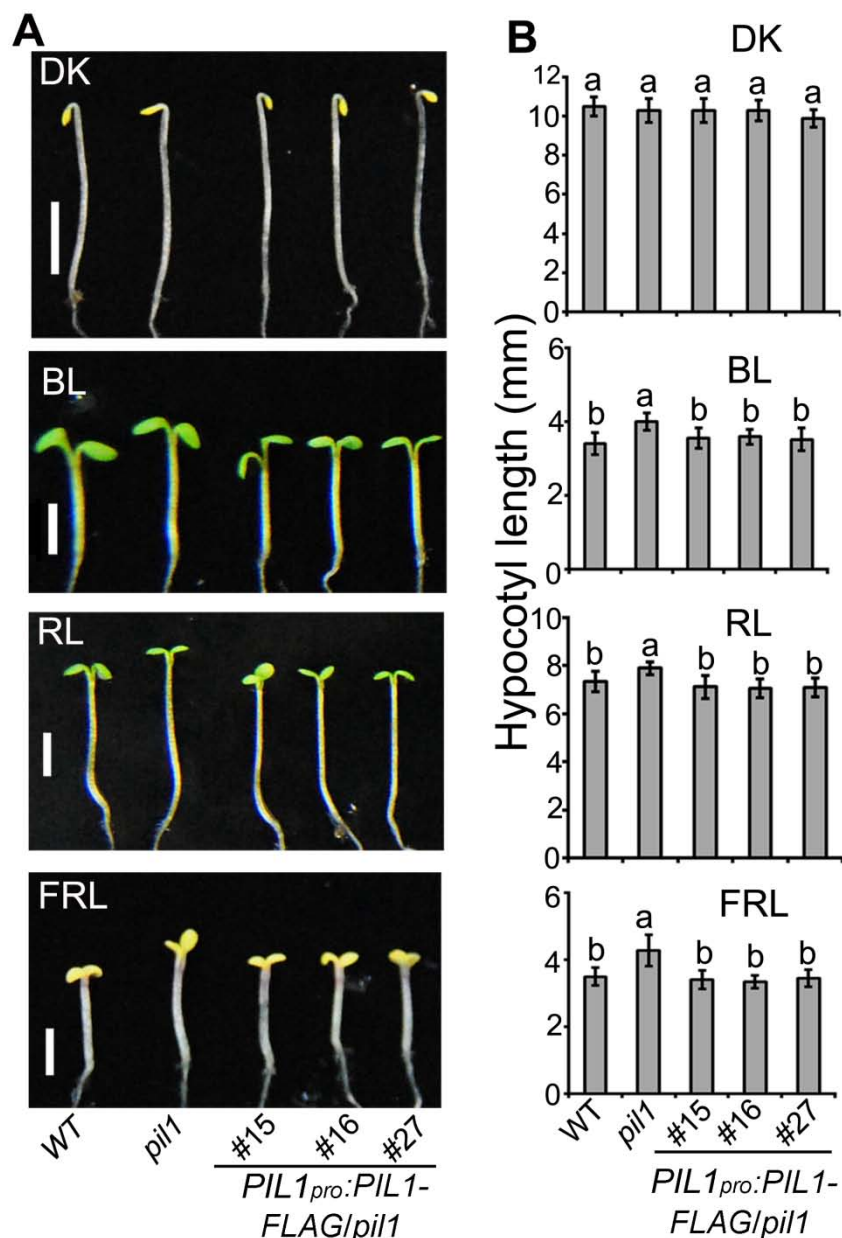 A
DK
BL
RL
FRL
WT
pil1
#15
#16
#27
PIL1pro:PIL1-
FLAG/pil1
B
Hypocotyl length (mm)
DK
12
10
8
6
4
2
0
a a a a a
BL
6
4
2
0
b a b b b
RL
10
8
6
4
2
0
b a b b b
FRL
6
4
2
0
b a b b b
WT
pil1
#15
#16
#27
PIL1pro:PIL1-
FLAG/pil1